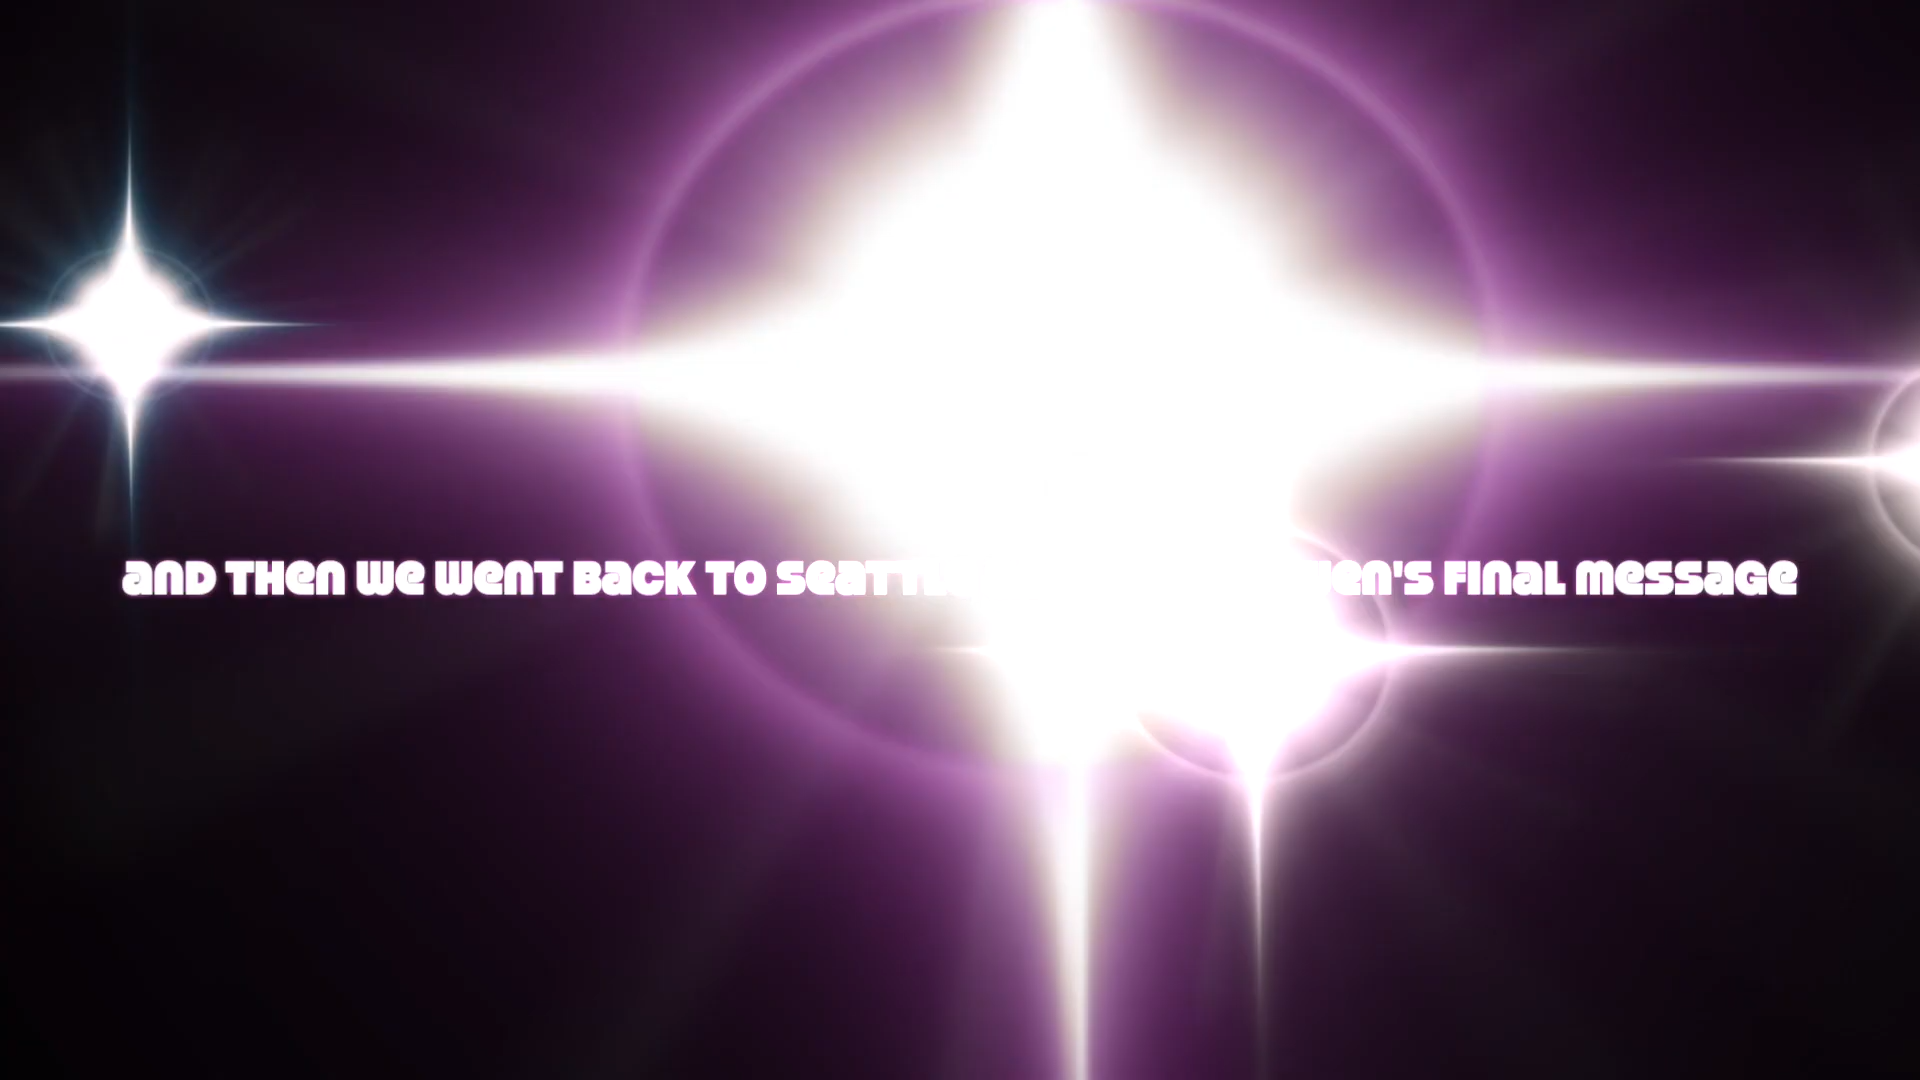 and then we went back to seattle 's final message